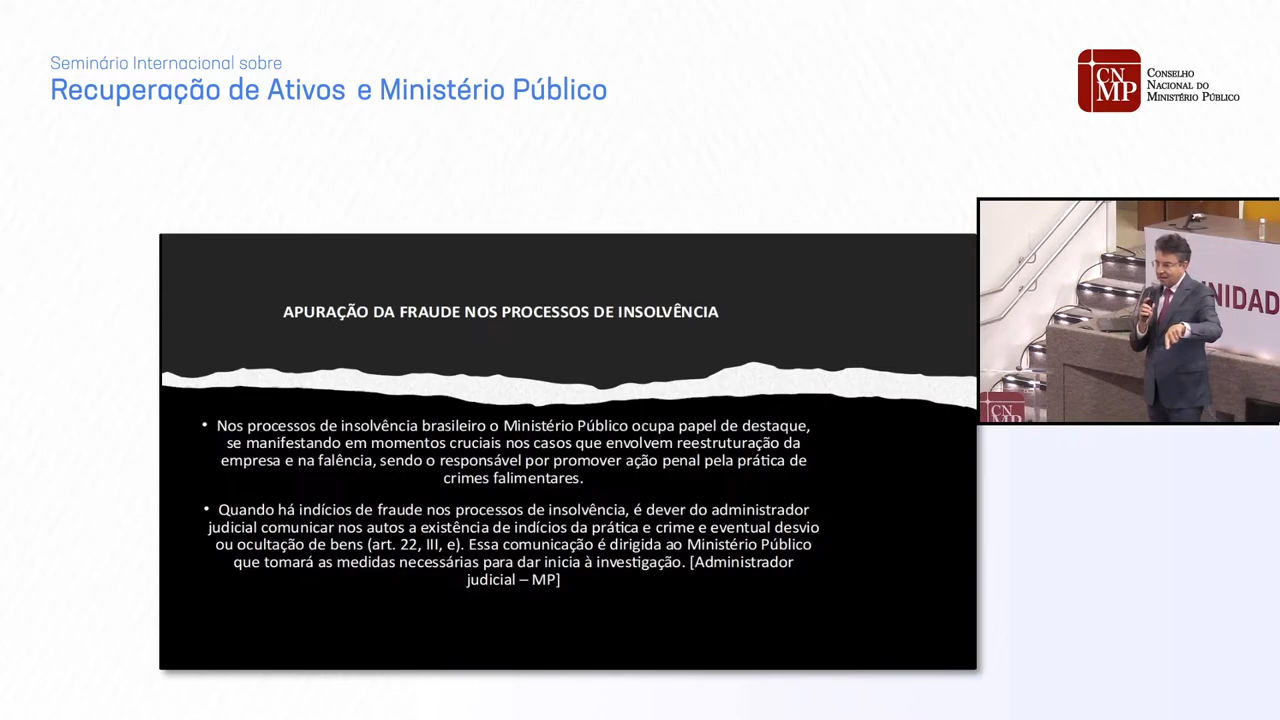 Seminário Internacional sobre
Recuperação de Ativos e Ministério Público
CN
MP
CONSELHO
NACIONAL DO
MINISTÉRIO PÚBLICO
APURAÇÃO DA FRAUDE NOS PROCESSOS DE INSOLVÊNCIA
• Nos processos de insolvência brasileiro o Ministério Público ocupa papel de destaque,
se manifestando em momentos cruciais nos casos que envolvem reestruturação da
empresa e na falência, sendo o responsável por promover ação penal pela prática de
crimes falimentares.
• Quando há indícios de fraude nos processos de insolvência, é dever do administrador
judicial comunicar nos autos a existência de indícios da prática e crime e eventual desvio
ou ocultação de bens (art. 22, III, e). Essa comunicação é dirigida ao Ministério Público
que tomará as medidas necessárias para dar inicia à investigação. [Administrador
judicial – MP]
NIDAD
CN
MP